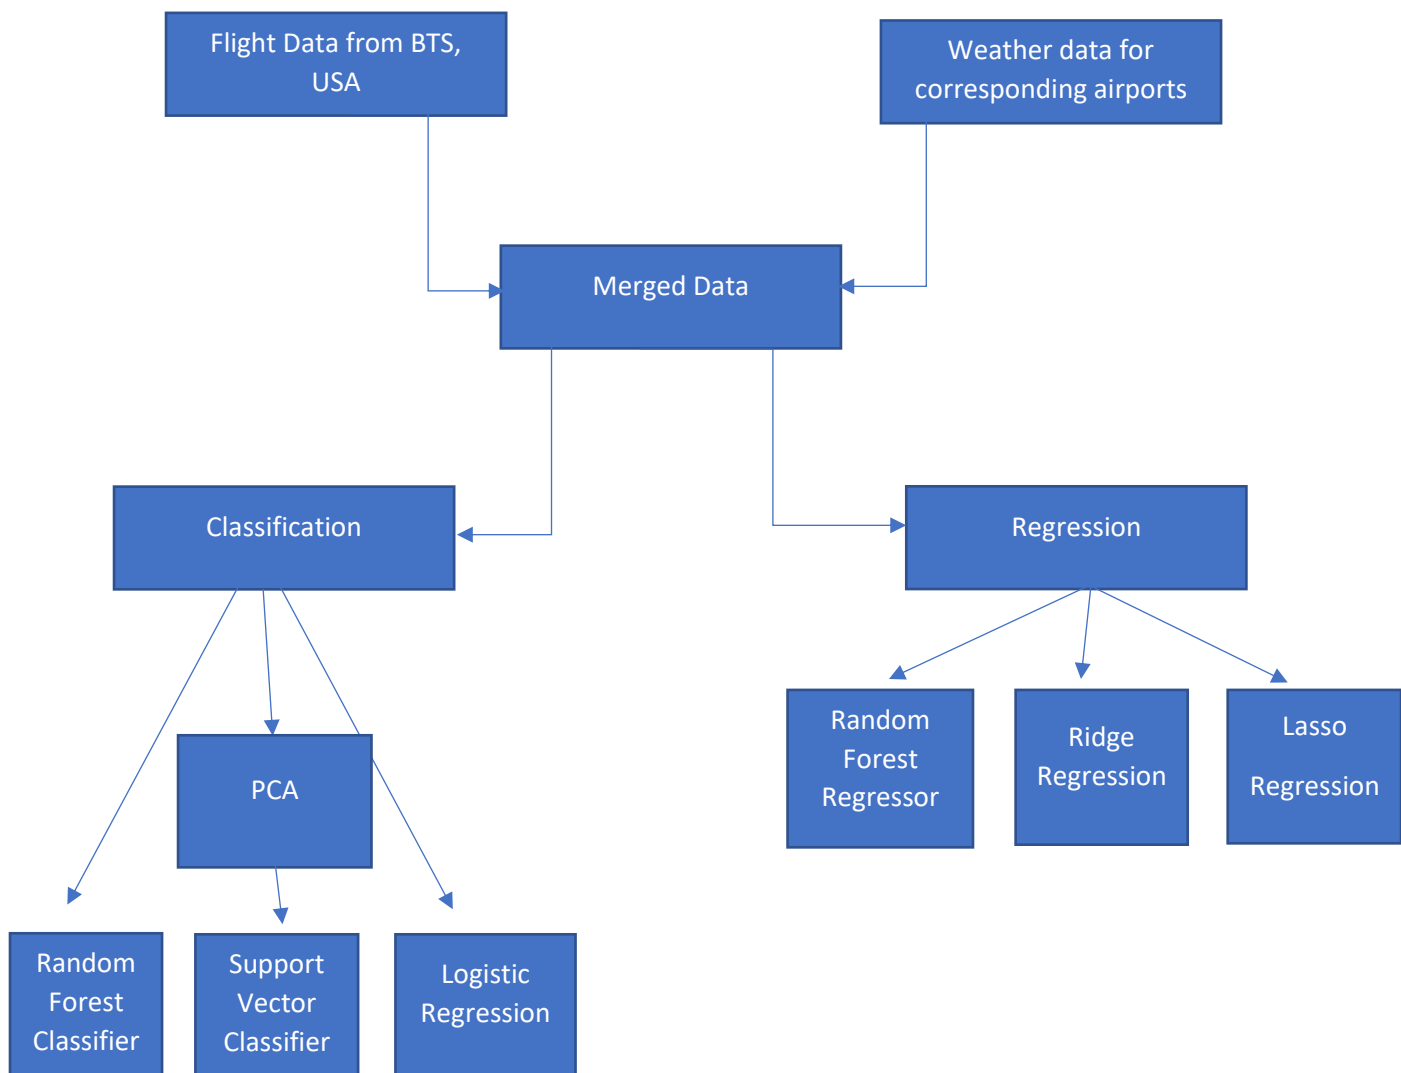 Flight Data from BTS,
USA
Weather data for
corresponding airports
Merged Data
Classification
Regression
Random
Forest
Regressor
Ridge
Regression
Lasso
Regression
PCA
Random
Forest
Classifier
Support
Vector
Classifier
Logistic
Regression